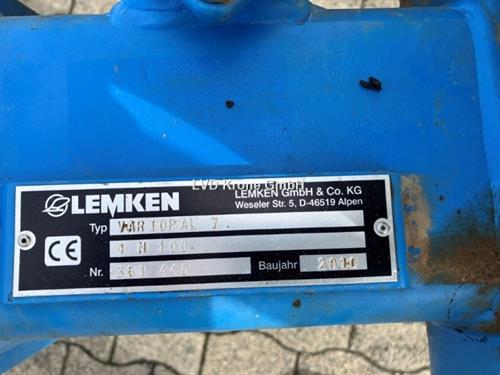 LVD Krone GmbH
LEMKEN
LEMKEN GmbH & Co. KG
Weseler Str. 5, D-46519 Alpen
Typ VARIOPAL 7
4 N 100
CE
Nr. Baujahr 2010